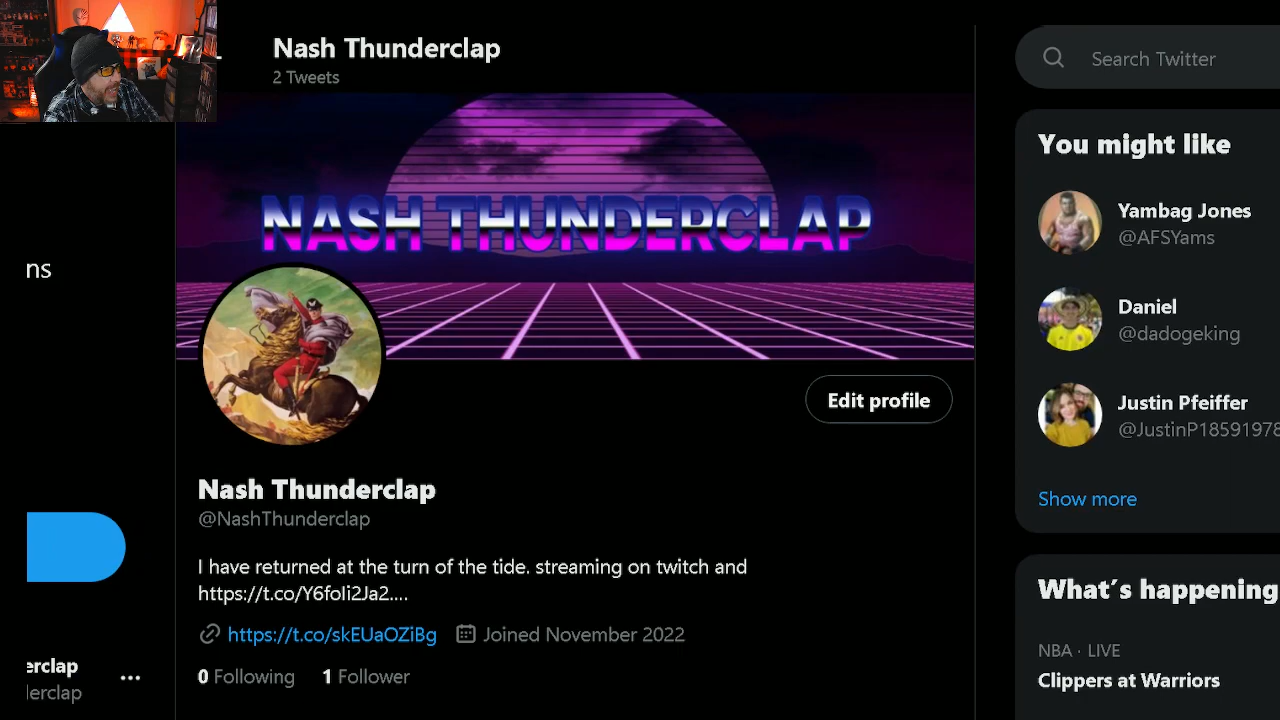 Nash Thunderclap
2 Tweets
Search Twitter
NASH THUNDERCLAP
ns
Edit profile
Nash Thunderclap
@NashThunderclap
I have returned at the turn of the tide. streaming on twitch and
https://t.co/Y6foIi2Ja2....
https://t.co/skEUaOZiBg Joined November 2022
0 Following 1 Follower
erclap
lerclap
You might like
Yambag Jones
@AFSYams
Daniel
@dadogeking
Justin Pfeiffer
@JustinP18591978
Show more
What's happening
NBA · LIVE
Clippers at Warriors